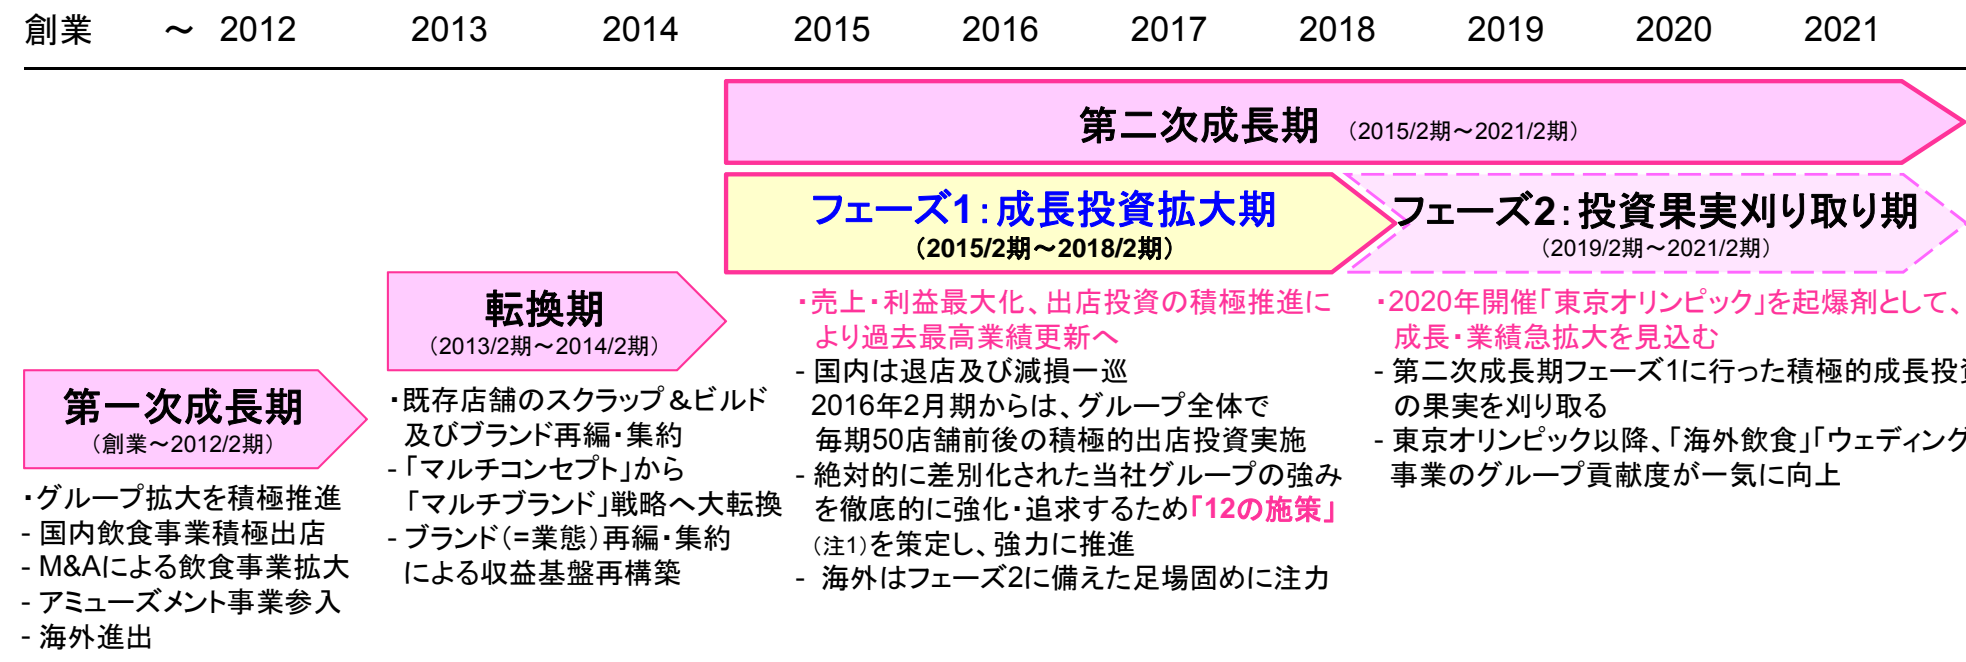 創業 ～ 2012 2013 2014 2015 2016 2017 2018 2019 2020 2021
第二次成長期 （2015/2期～2021/2期）
フェーズ1：成長投資拡大期
（2015/2期～2018/2期）
フェーズ2：投資果実刈り取り期
（2019/2期～2021/2期）
転換期
（2013/2期～2014/2期）
第一次成長期
（創業～2012/2期）
・グループ拡大を積極推進
- 国内飲食事業積極出店
- M&Aによる飲食事業拡大
- アミューズメント事業参入
- 海外進出
・既存店舗のスクラップ＆ビルド
及びブランド再編・集約
- 「マルチコンセプト」から
「マルチブランド」戦略へ大転換
- ブランド（=業態）再編・集約
による収益基盤再構築
・売上・利益最大化、出店投資の積極推進に
より過去最高業績更新へ
- 国内は退店及び減損一巡
2016年2月期からは、グループ全体で
毎期50店舗前後の積極的出店投資実施
- 絶対的に差別化された当社グループの強み
を徹底的に強化・追求するため「12の施策」
（注1）を策定し、強力に推進
- 海外はフェーズ2に備えた足場固めに注力
・2020年開催「東京オリンピック」を起爆剤として、
成長・業績急拡大を見込む
- 第二次成長期フェーズ1に行った積極的成長投資
の果実を刈り取る
- 東京オリンピック以降、「海外飲食」「ウェディング
事業のグループ貢献度が一気に向上